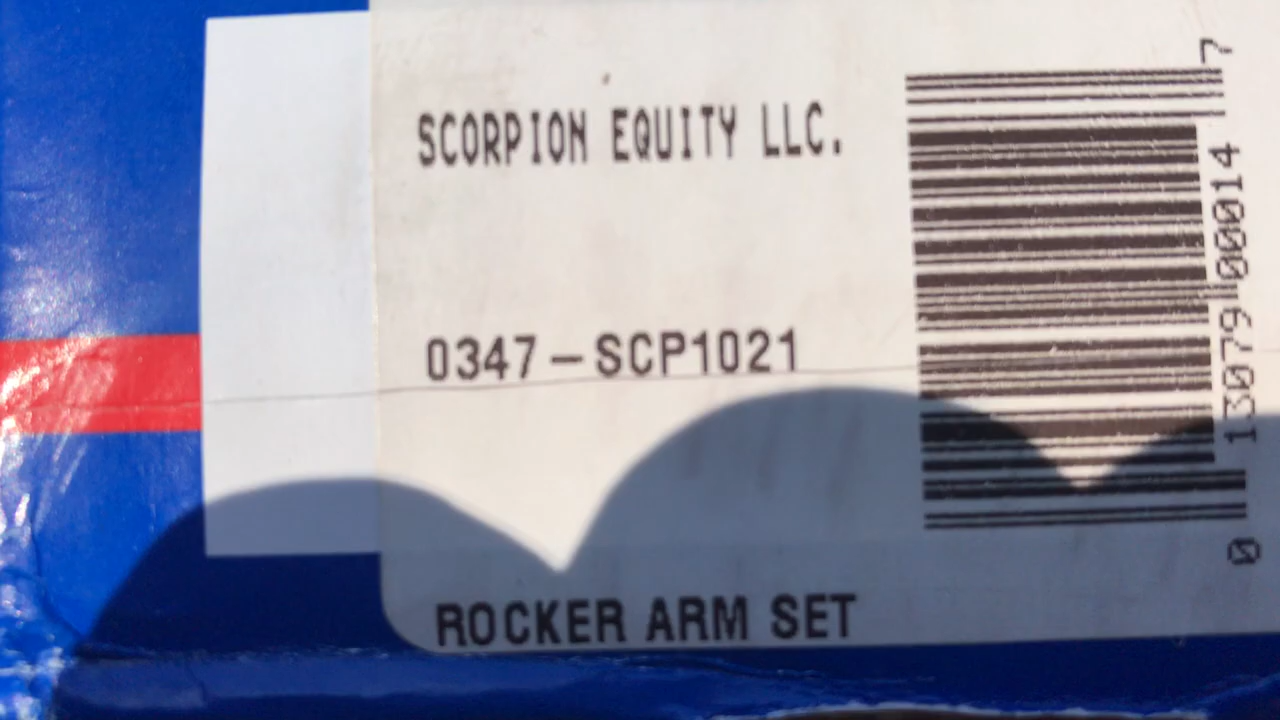 SCORPION EQUITY LLC.
0347-SCP1021
ROCKER ARM SET
0 13079 00014 7